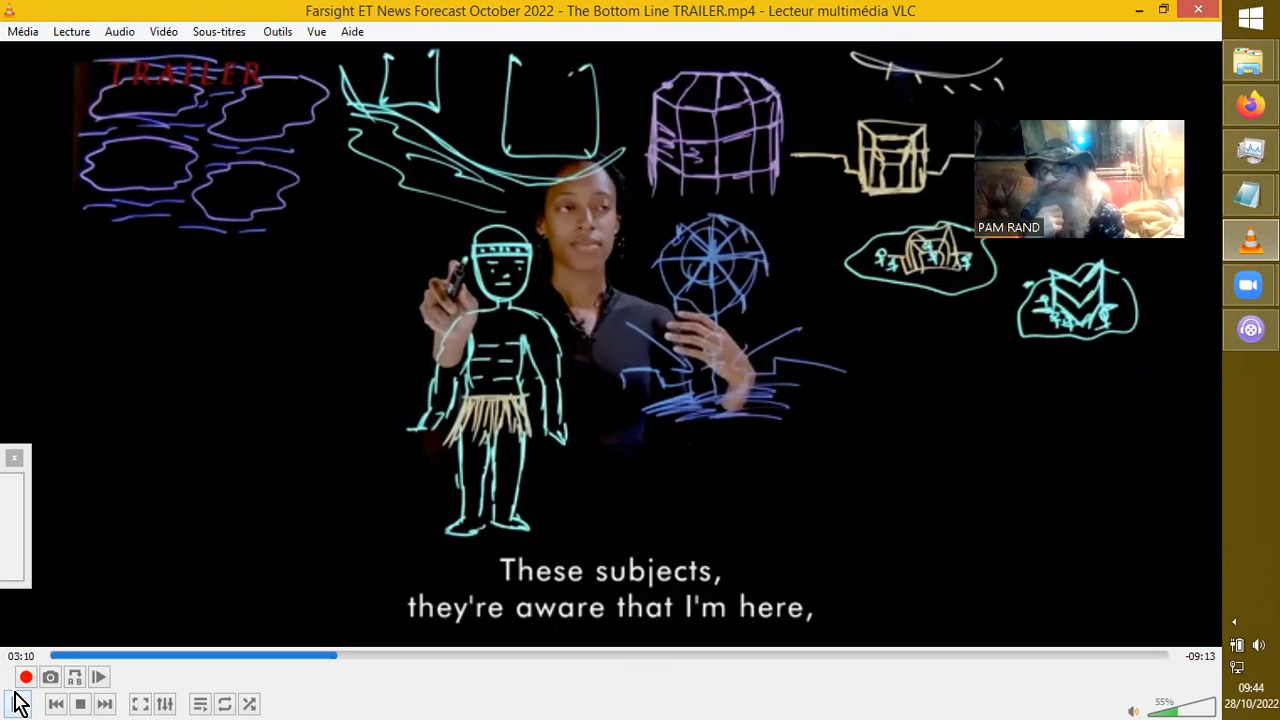 Farsight ET News Forecast October 2022 - The Bottom Line TRAILER.mp4 - Lecteur multimédia VLC
Média Lecture Audio Vidéo Sous-titres Outils Vue Aide
TRAILER
PAM RAND
These subjects,
they're aware that I'm here,
03:10
-09:13
55%
09:44
28/10/2022